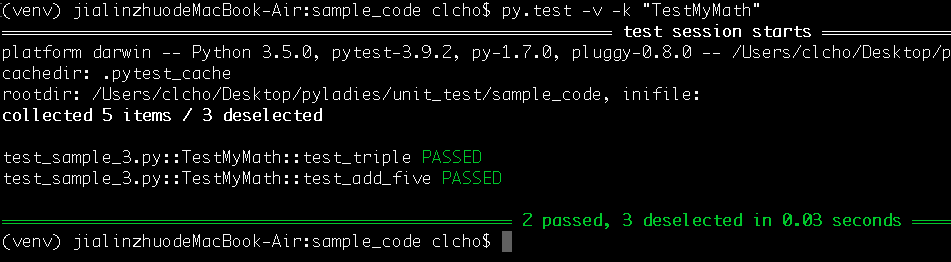 (venv) jialinzhuodeMacBook-Air:sample_code clcho$ py.test -v -k "TestMyMath"
test session starts
platform darwin -- Python 3.5.0, pytest-3.9.2, py-1.7.0, pluggy-0.8.0 -- /Users/clcho/Desktop/p
cachedir: .pytest_cache
rootdir: /Users/clcho/Desktop/pyladies/unit_test/sample_code, inifile:
collected 5 items / 3 deselected
test_sample_3.py::TestMyMath::test_triple PASSED
test_sample_3.py::TestMyMath::test_add_five PASSED
2 passed, 3 deselected in 0.03 seconds
(venv) jialinzhuodeMacBook-Air:sample_code clcho$